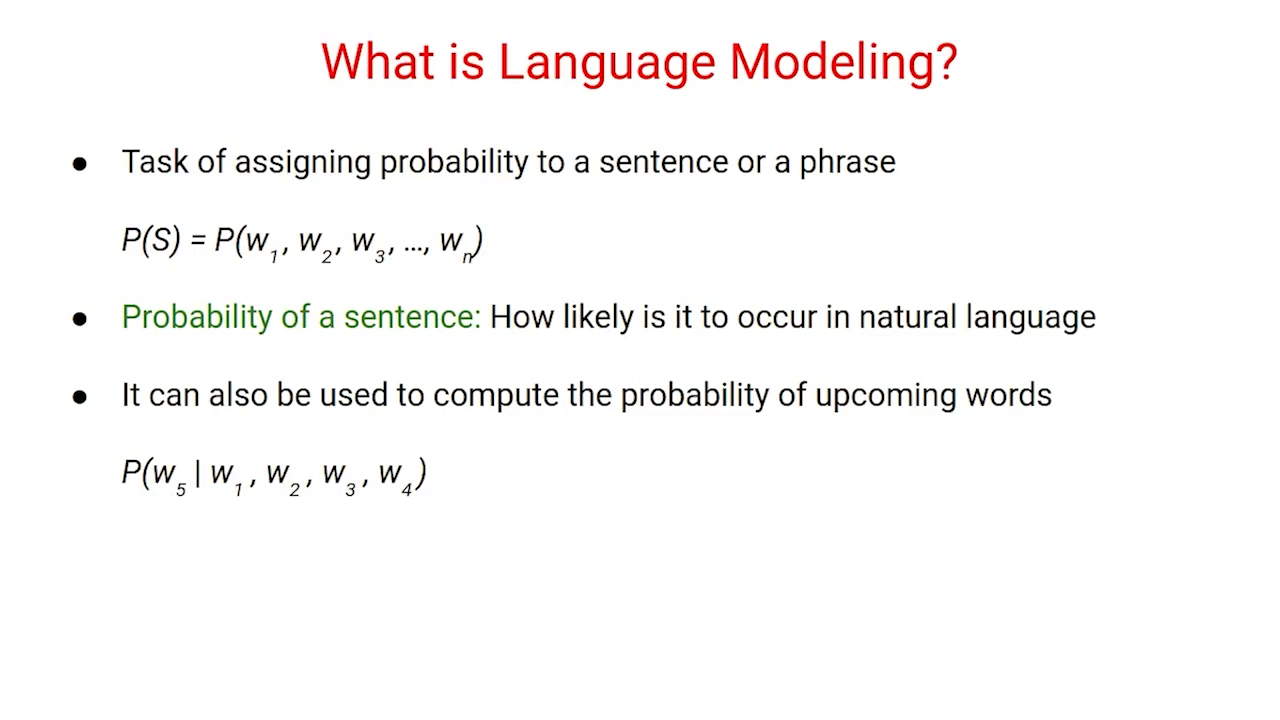 What is Language Modeling?
● Task of assigning probability to a sentence or a phrase
P(S) = P(w₁, w₂, w₃, …, wₙ)
● Probability of a sentence: How likely is it to occur in natural language
● It can also be used to compute the probability of upcoming words
P(w₅ | w₁, w₂, w₃, w₄)